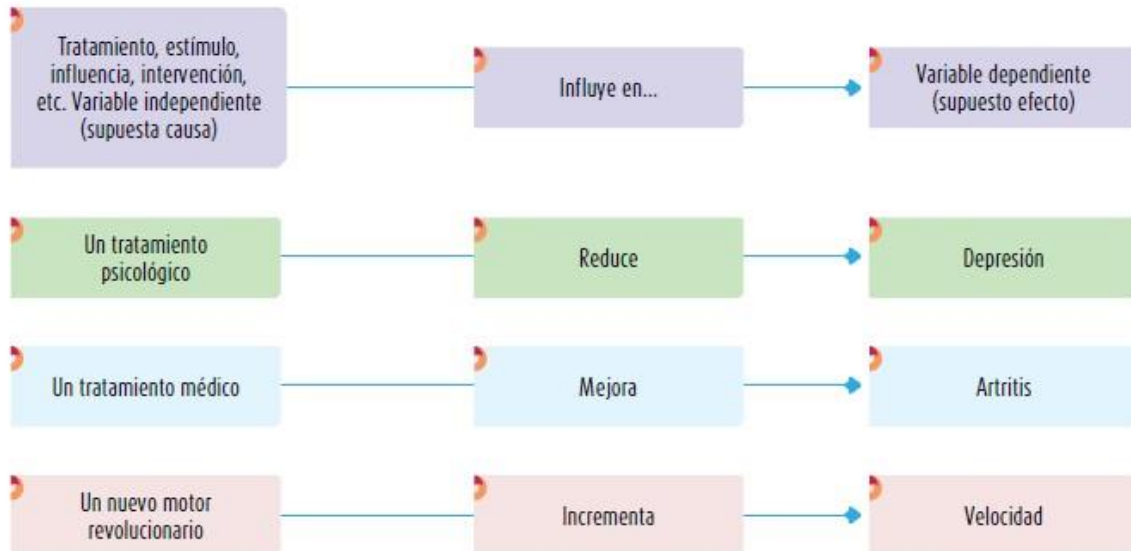 Tratamiento, estímulo,
influencia, intervención,
etc. Variable independiente
(supuesta causa)
Influye en...
Variable dependiente
(supuesto efecto)
Un tratamiento
psicológico
Reduce
Depresión
Un tratamiento médico
Mejora
Artritis
Un nuevo motor
revolucionario
Incrementa
Velocidad